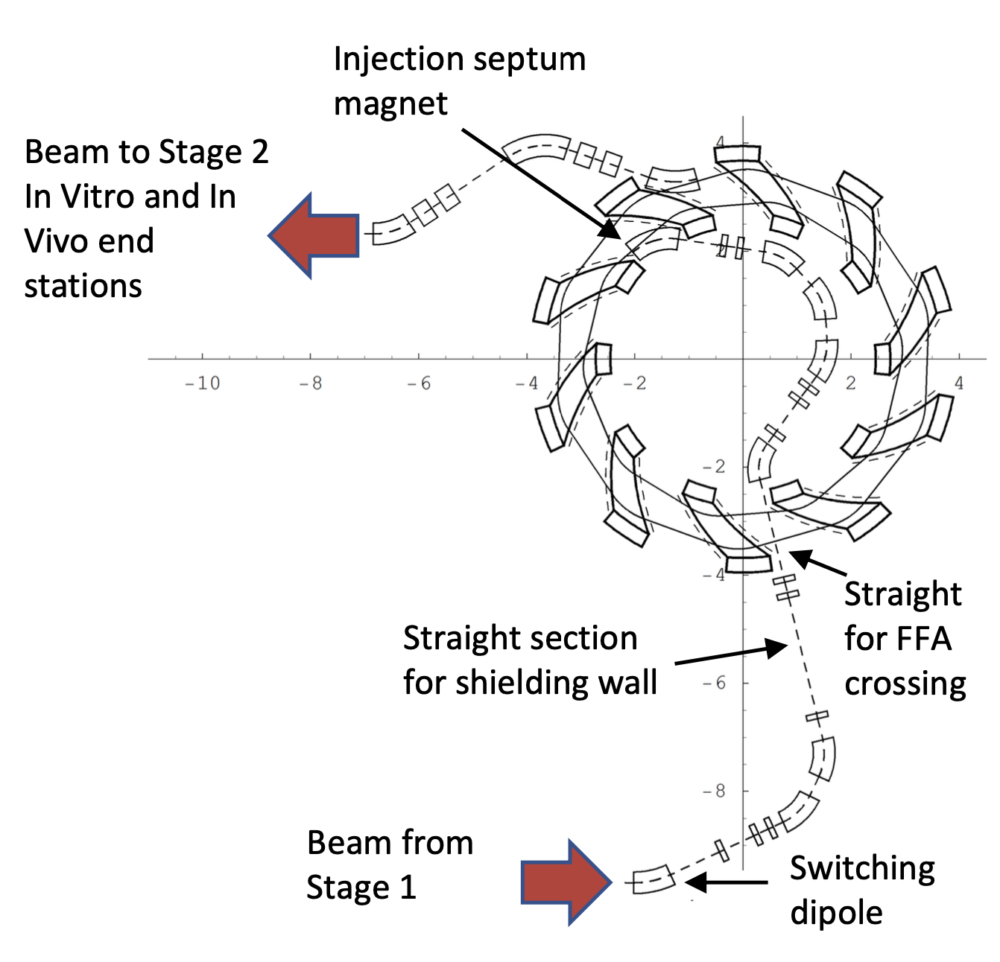 Injection septum
magnet
Beam to Stage 2
In Vitro and In
Vivo end
stations
4
2
-10
-8
-6
-4
-2
2
4
-2
-4
Straight
for FFA
crossing
Straight section
for shielding wall
-6
-8
Beam from
Stage 1
Switching
dipole